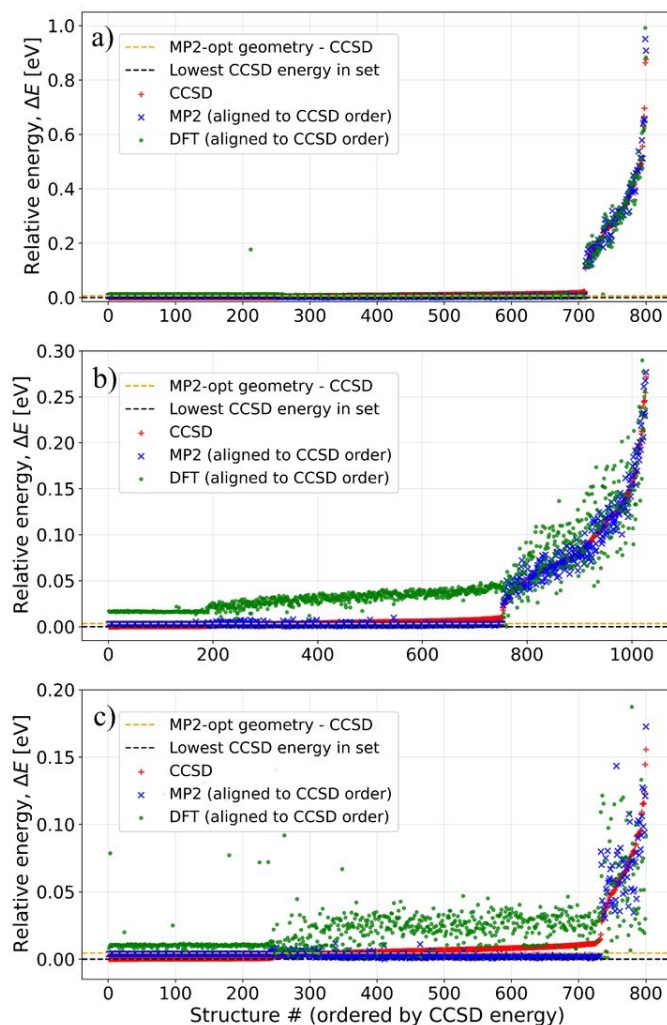 a)
Relative energy, ΔE [eV]
1.0
0.8
0.6
0.4
0.2
0.0
MP2-opt geometry - CCSD
Lowest CCSD energy in set
CCSD
MP2 (aligned to CCSD order)
DFT (aligned to CCSD order)
0 100 200 300 400 500 600 700 800
b)
Relative energy, ΔE [eV]
0.30
0.25
0.20
0.15
0.10
0.05
0.00
MP2-opt geometry - CCSD
Lowest CCSD energy in set
CCSD
MP2 (aligned to CCSD order)
DFT (aligned to CCSD order)
0 200 400 600 800 1000
c)
Relative energy, ΔE [eV]
0.20
0.15
0.10
0.05
0.00
MP2-opt geometry - CCSD
Lowest CCSD energy in set
CCSD
MP2 (aligned to CCSD order)
DFT (aligned to CCSD order)
0 100 200 300 400 500 600 700 800
Structure # (ordered by CCSD energy)